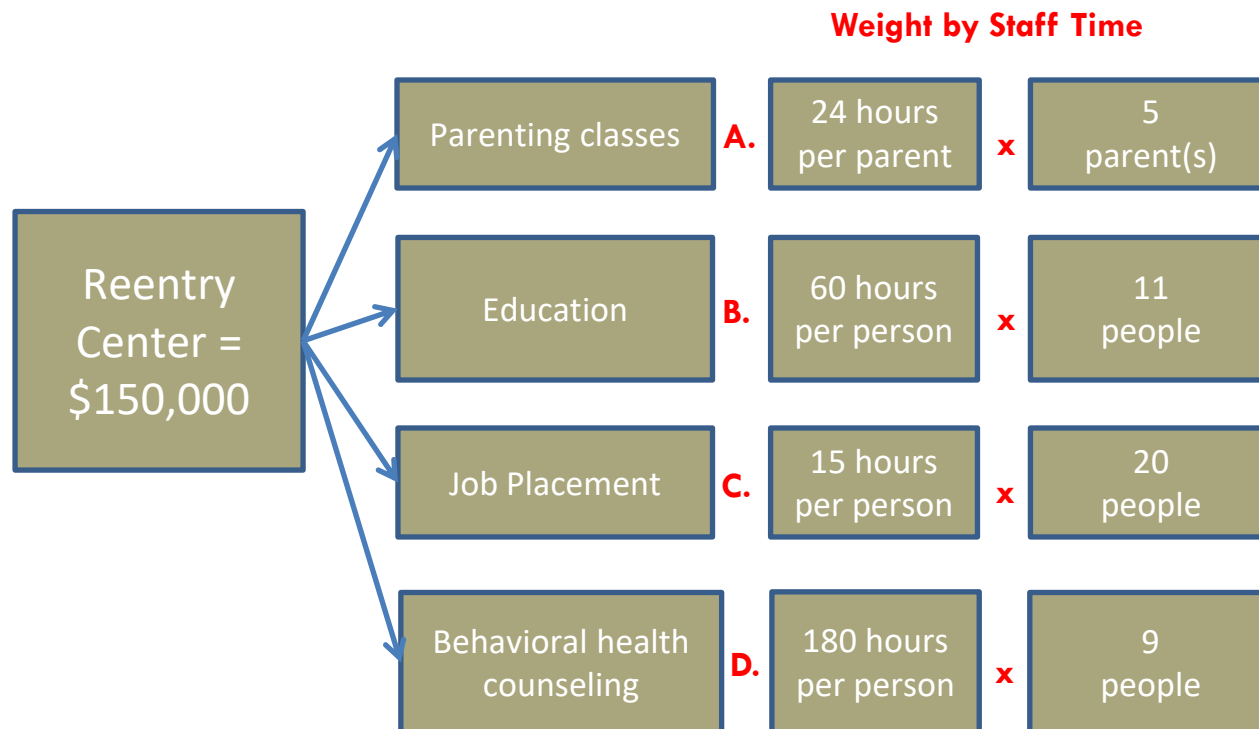 Weight by Staff Time
Reentry
Center =
$150,000
Parenting classes
A.
24 hours
per parent
x
5
parent(s)
Education
B.
60 hours
per person
x
11
people
Job Placement
C.
15 hours
per person
x
20
people
Behavioral health
counseling
D.
180 hours
per person
x
9
people